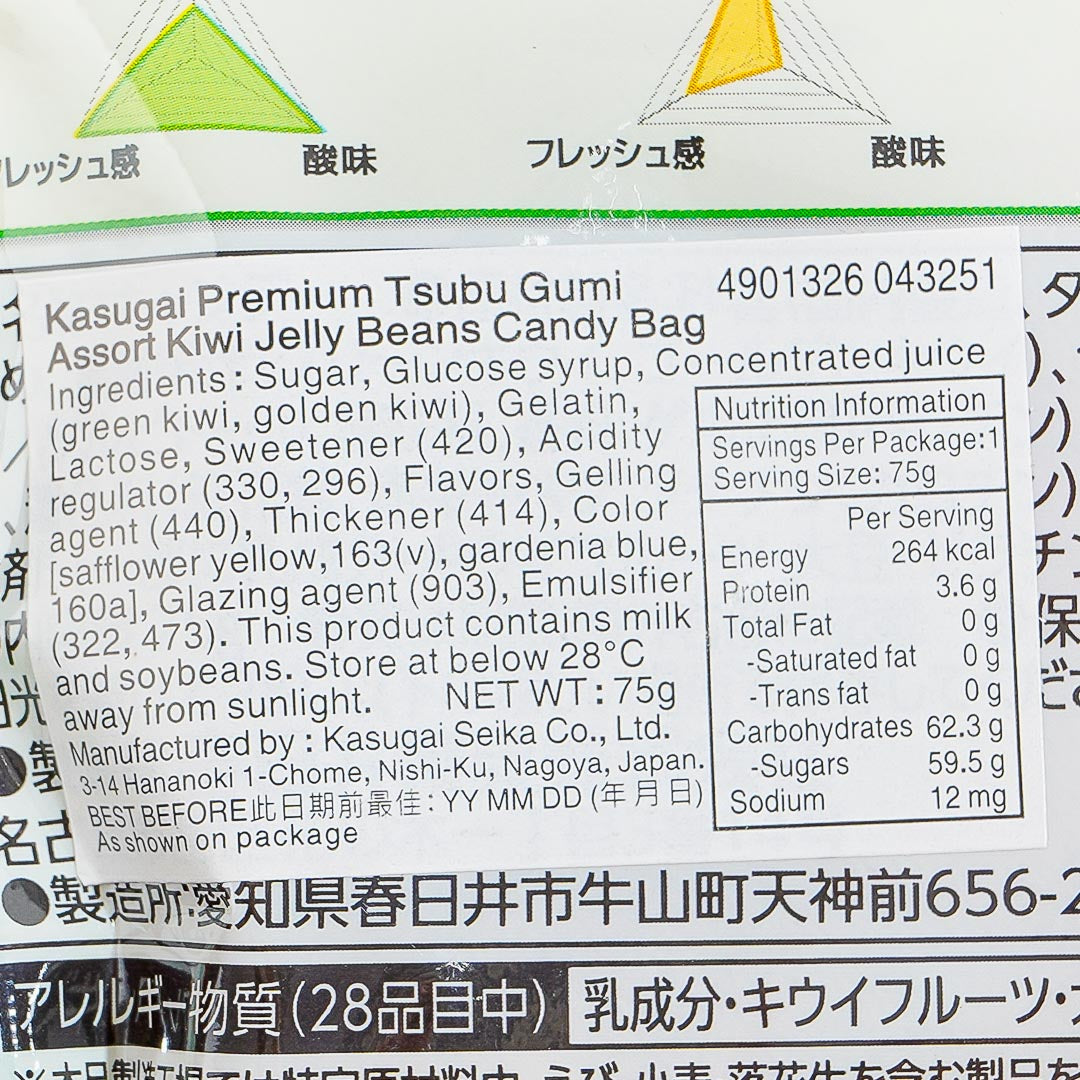 レッシュ感 酸味 フレッシュ感 酸味
Kasugai Premium Tsubu Gumi 4901326 043251
Assort Kiwi Jelly Beans Candy Bag
Ingredients : Sugar, Glucose syrup, Concentrated juice
(green kiwi, golden kiwi), Gelatin,
Lactose, Sweetener (420), Acidity
regulator (330, 296), Flavors, Gelling
agent (440), Thickener (414), Color
[safflower yellow,163(v), gardenia blue,
160a], Glazing agent (903), Emulsifier
(322, 473). This product contains milk
and soybeans. Store at below 28°C
away from sunlight. NET WT : 75g
Manufactured by : Kasugai Seika Co., Ltd.
3-14 Hananoki 1-Chome, Nishi-Ku, Nagoya, Japan.
BEST BEFORE此日期前最佳 : YY MM DD (年 月 日)
As shown on package
Nutrition Information
Servings Per Package:1
Serving Size: 75g
Per Serving
Energy 264 kcal
Protein 3.6 g
Total Fat 0 g
-Saturated fat 0 g
-Trans fat 0 g
Carbohydrates 62.3 g
-Sugars 59.5 g
Sodium 12 mg
●製造所:愛知県春日井市牛山町天神前656-2
アレルギー物質(28品目中) 乳成分・キウイフルーツ・